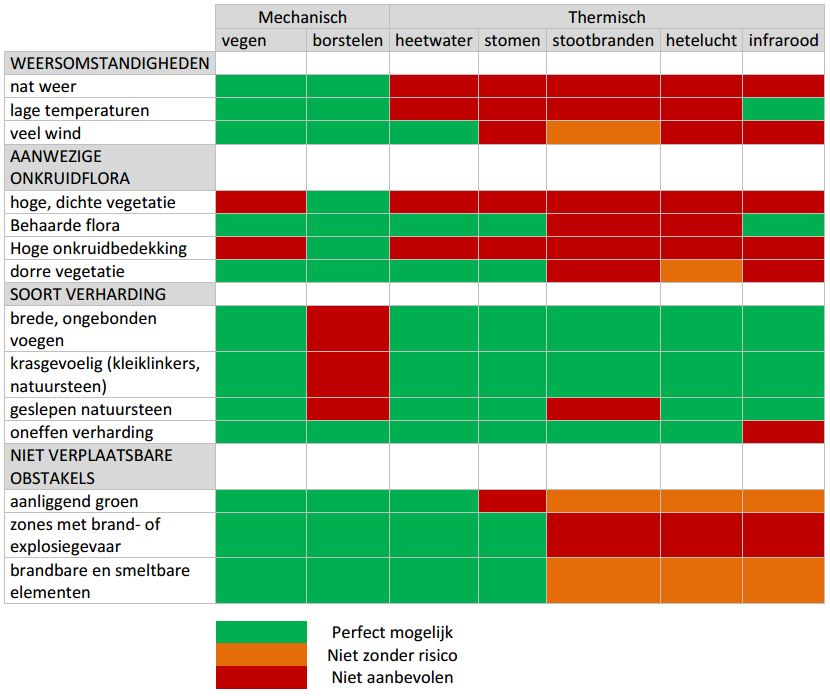 Mechanisch Thermisch
vegen borstelen heetwater stomen stootbranden hetelucht infrarood
WEERSOMSTANDIGHEDEN
nat weer
lage temperaturen
veel wind
AANWEZIGE
ONKRUIDFLORA
hoge, dichte vegetatie
Behaarde flora
Hoge onkruidbedekking
dorre vegetatie
SOORT VERHARDING
brede, ongebonden
voegen
krasgevoelig (kleiklinkers,
natuursteen)
geslepen natuursteen
oneffen verharding
NIET VERPLAATSBARE
OBSTAKELS
aanliggend groen
zones met brand- of
explosiegevaar
brandbare en smeltbare
elementen
Perfect mogelijk
Niet zonder risico
Niet aanbevolen